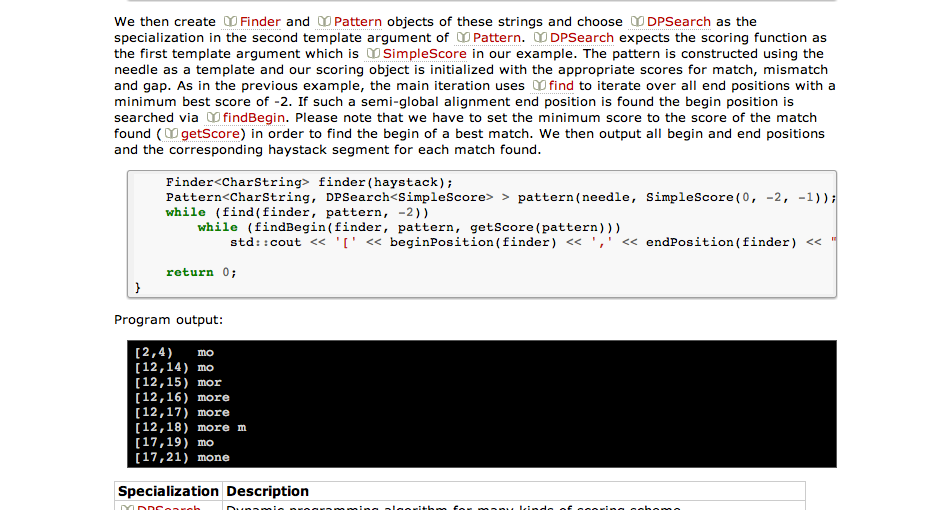 We then create Finder and Pattern objects of these strings and choose DPSearch as the
specialization in the second template argument of Pattern. DPSearch expects the scoring function as
the first template argument which is SimpleScore in our example. The pattern is constructed using the
needle as a template and our scoring object is initialized with the appropriate scores for match, mismatch
and gap. As in the previous example, the main iteration uses find to iterate over all end positions with a
minimum best score of -2. If such a semi-global alignment end position is found the begin position is
searched via findBegin. Please note that we have to set the minimum score to the score of the match
found ( getScore) in order to find the begin of a best match. We then output all begin and end positions
and the corresponding haystack segment for each match found.
Finder<CharString> finder(haystack);
Pattern<CharString, DPSearch<SimpleScore> > pattern(needle, SimpleScore(0, -2, -1));
while (find(finder, pattern, -2))
while (findBegin(finder, pattern, getScore(pattern)))
std::cout << '[' << beginPosition(finder) << ',' << endPosition(finder) << "
return 0;
}
Program output:
[2,4) mo
[12,14) mo
[12,15) mor
[12,16) more
[12,17) more
[12,18) more m
[17,19) mo
[17,21) mone
Specialization Description
DPSearch Dynamic programming algorithm for many kinds of scoring scheme